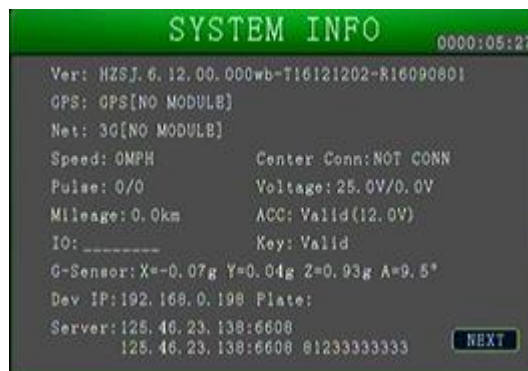 SYSTEM INFO
0000:05:27
Ver: HZSJ.6.12.00.000wb-T16121202-R16090801
GPS: GPS[NO MODULE]
Net: 3G[NO MODULE]
Speed: 0MPH Center Conn:NOT CONN
Pulse: 0/0 Voltage:25.0V/0.0V
Mileage:0.0km ACC: Valid(12.0V)
IO:________ Key: Valid
G-Sensor:X=-0.07g Y=0.04g Z=0.93g A=9.5°
Dev IP:192.168.0.198 Plate:
Server:125.46.23.138:6608
125.46.23.138:6608 81233333333
NEXT